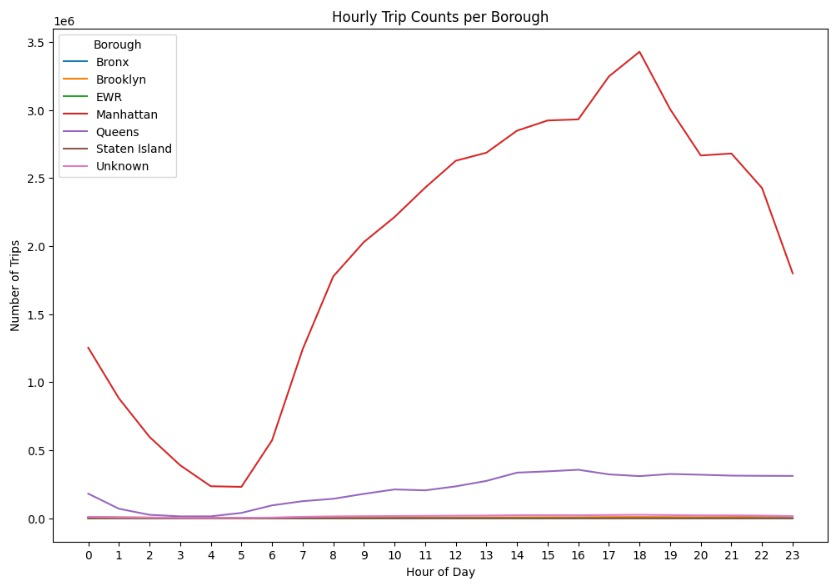 Hourly Trip Counts per Borough
1e6
Borough
Bronx
Brooklyn
EWR
Manhattan
Queens
Staten Island
Unknown
3.5
3.0
2.5
2.0
1.5
1.0
0.5
0.0
Number of Trips
0 1 2 3 4 5 6 7 8 9 10 11 12 13 14 15 16 17 18 19 20 21 22 23
Hour of Day